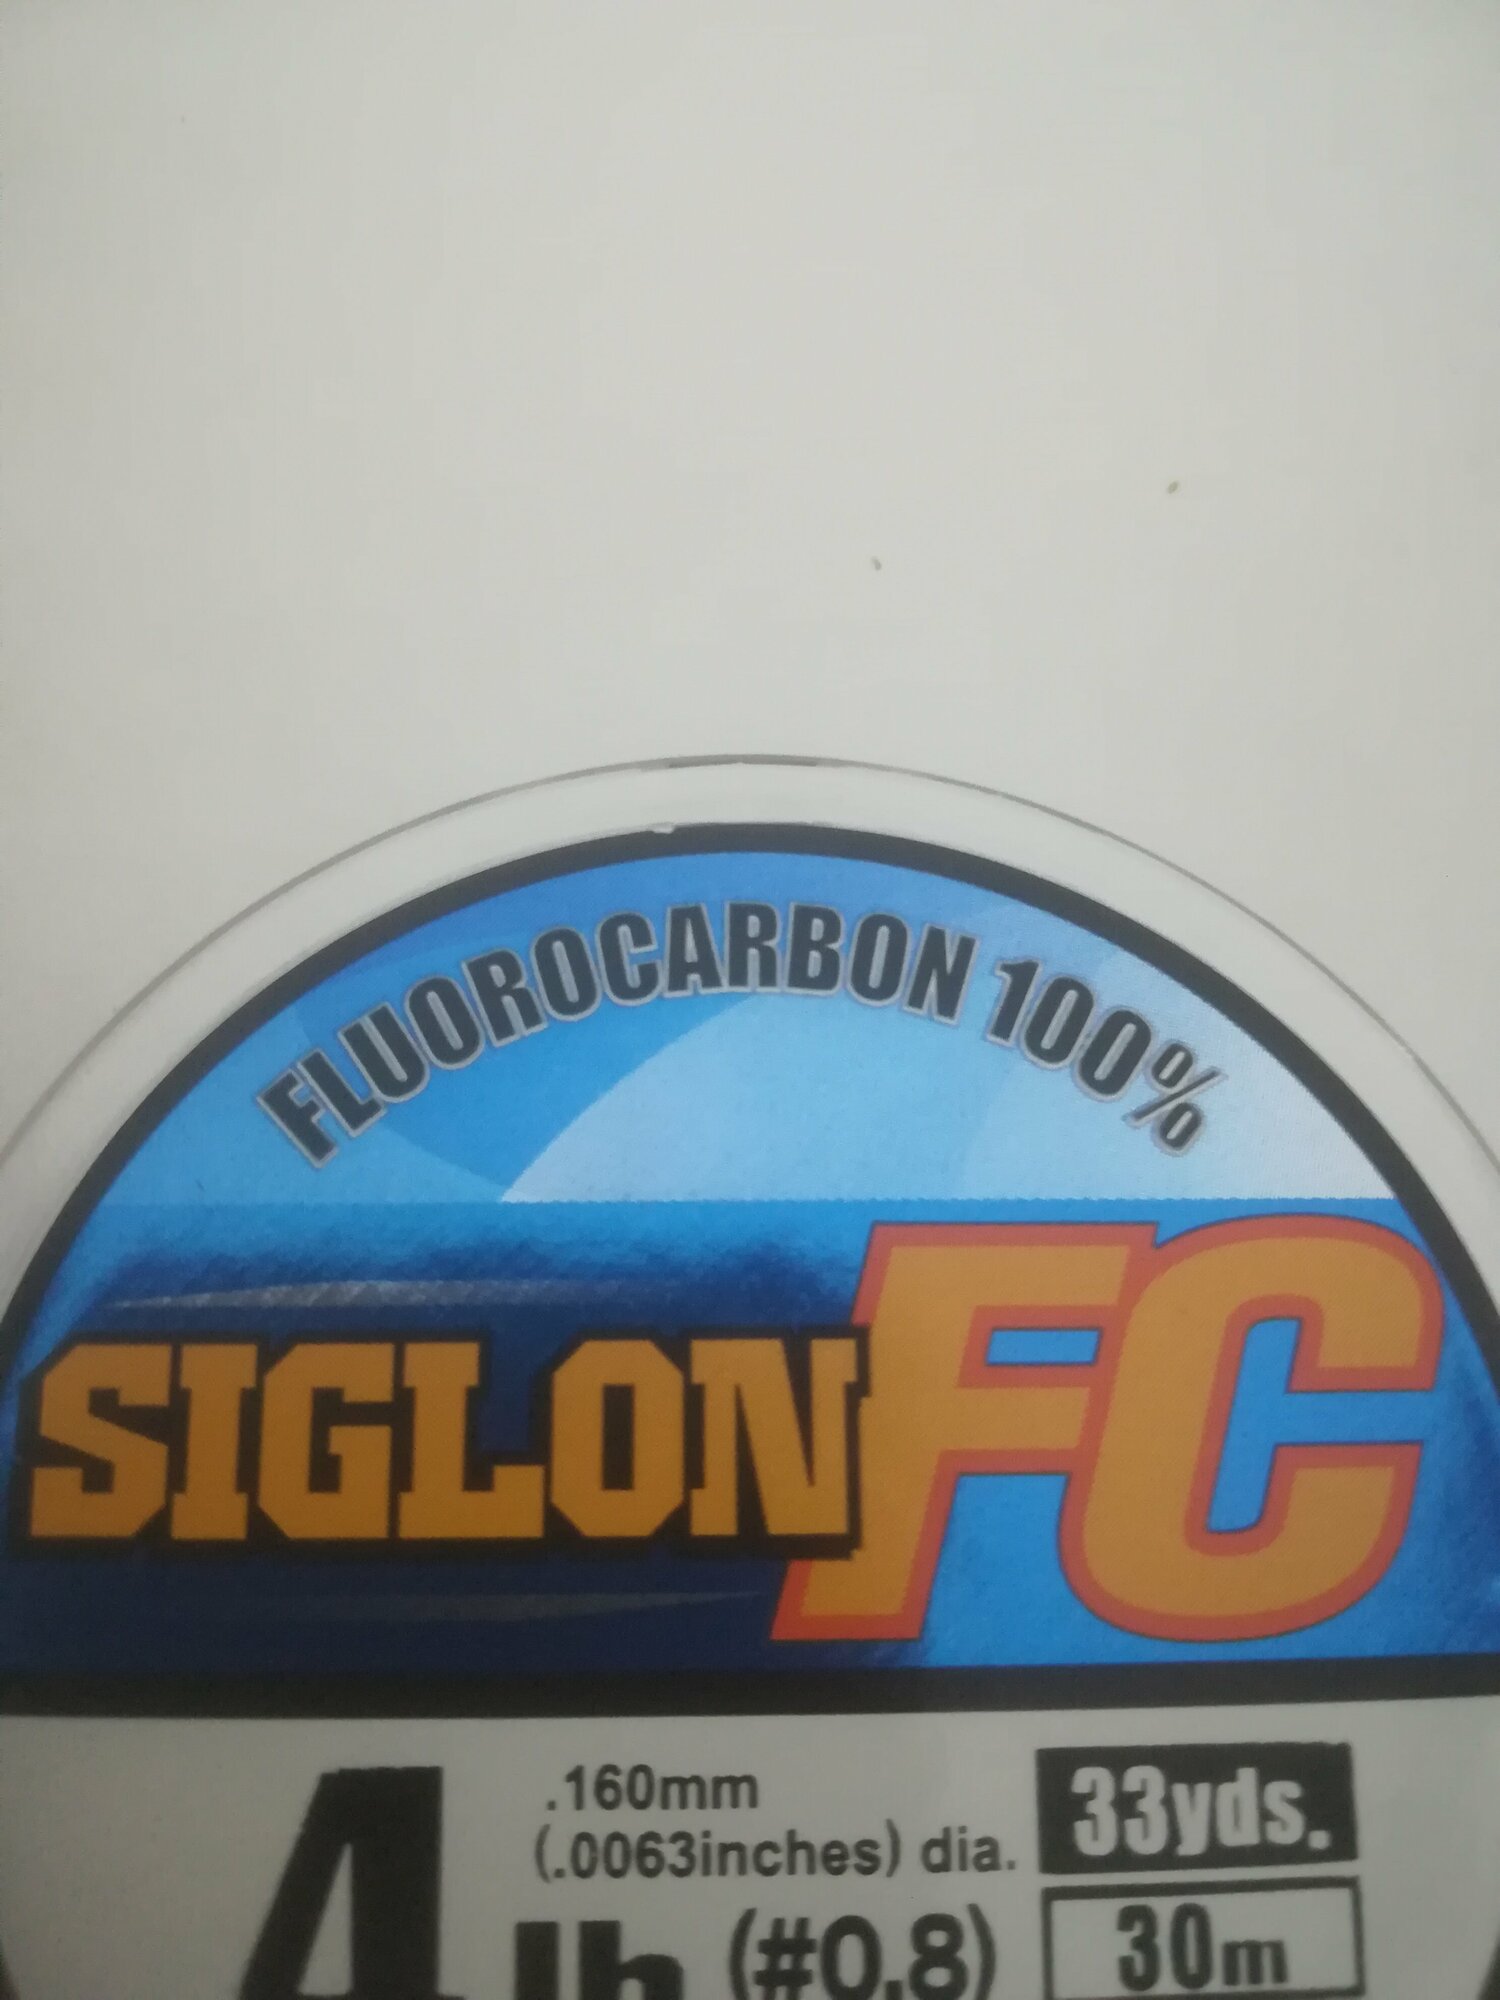 FLUOROCARBON 100%
SIGLON FC
4lb
.160mm
(.0063inches) dia.
(#0.8)
33yds.
30m